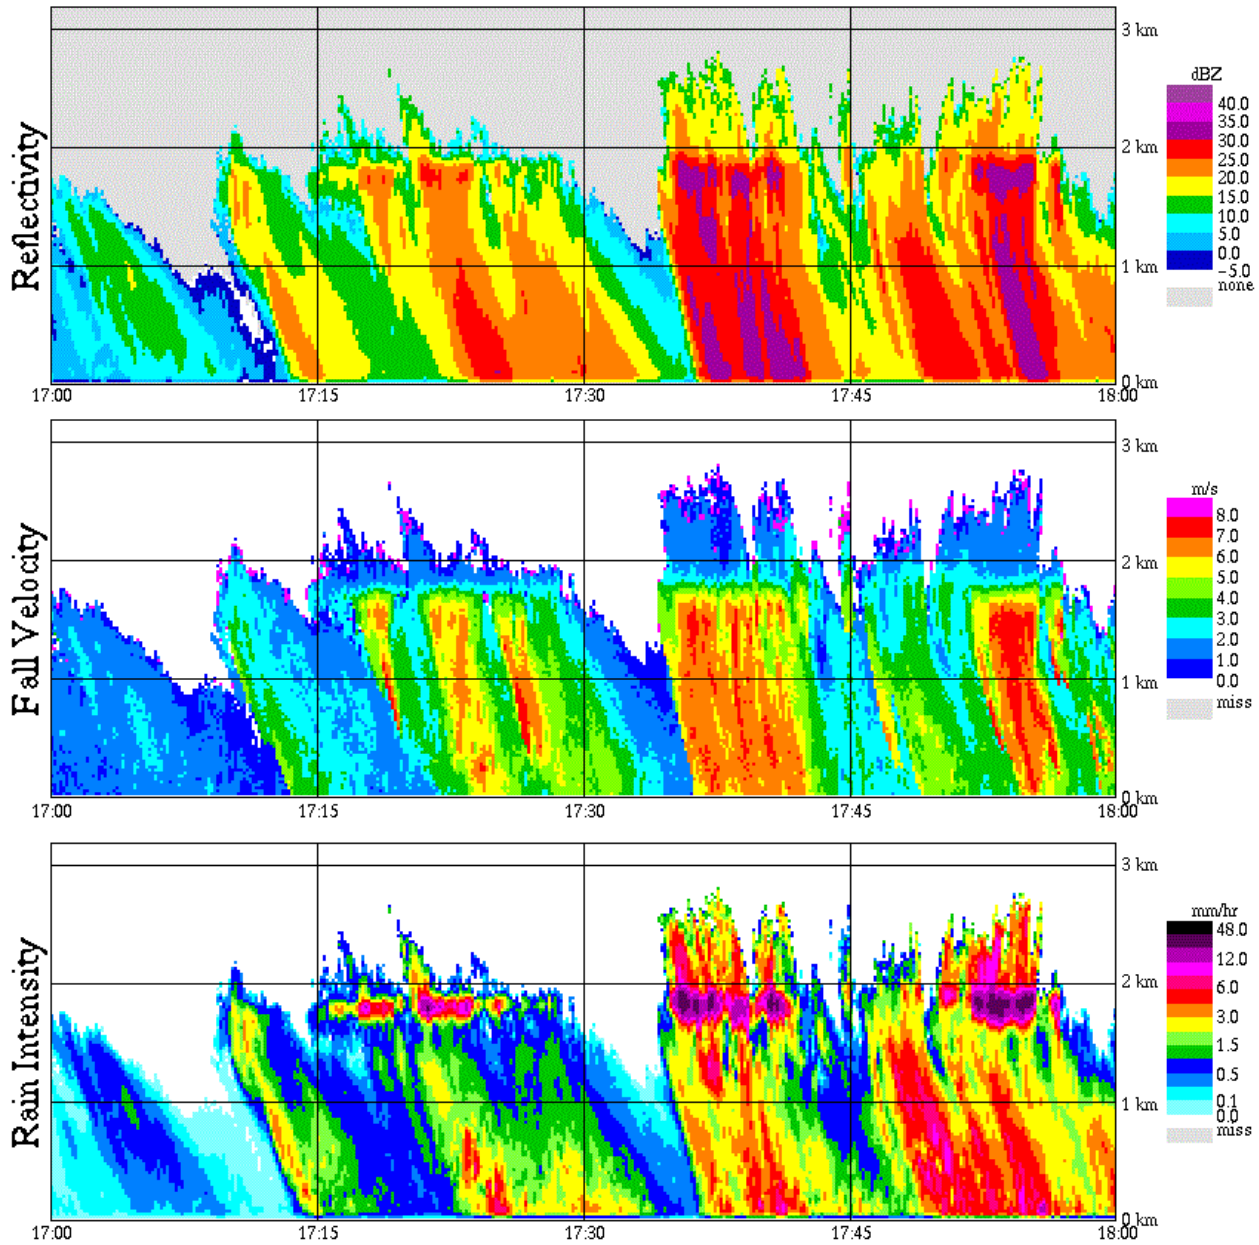 Reflectivity
3 km
2 km
1 km
0 km
17:00
17:15
17:30
17:45
18:00
dBZ
40.0
35.0
30.0
25.0
20.0
15.0
10.0
5.0
0.0
-5.0
none
Fall Velocity
3 km
2 km
1 km
0 km
17:00
17:15
17:30
17:45
18:00
m/s
8.0
7.0
6.0
5.0
4.0
3.0
2.0
1.0
0.0
miss
Rain Intensity
3 km
2 km
1 km
0 km
17:00
17:15
17:30
17:45
18:00
mm/hr
48.0
12.0
6.0
3.0
1.5
0.5
0.1
0.0
miss